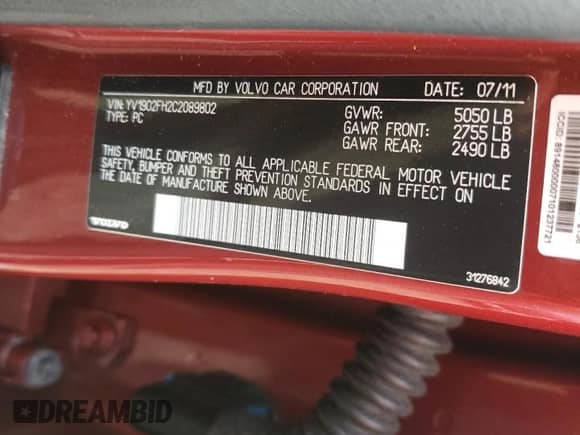 MFD BY VOLVO CAR CORPORATION DATE: 07/11
VIN: YV1902FH2C2089802
TYPE: PC
GVWR: 5050 LB
GAWR FRONT: 2755 LB
GAWR REAR: 2490 LB
THIS VEHICLE CONFORMS TO ALL APPLICABLE FEDERAL MOTOR VEHICLE
SAFETY, BUMPER AND THEFT PREVENTION STANDARDS IN EFFECT ON
THE DATE OF MANUFACTURE SHOWN ABOVE.
VOLVO
31276842
DREAMBID